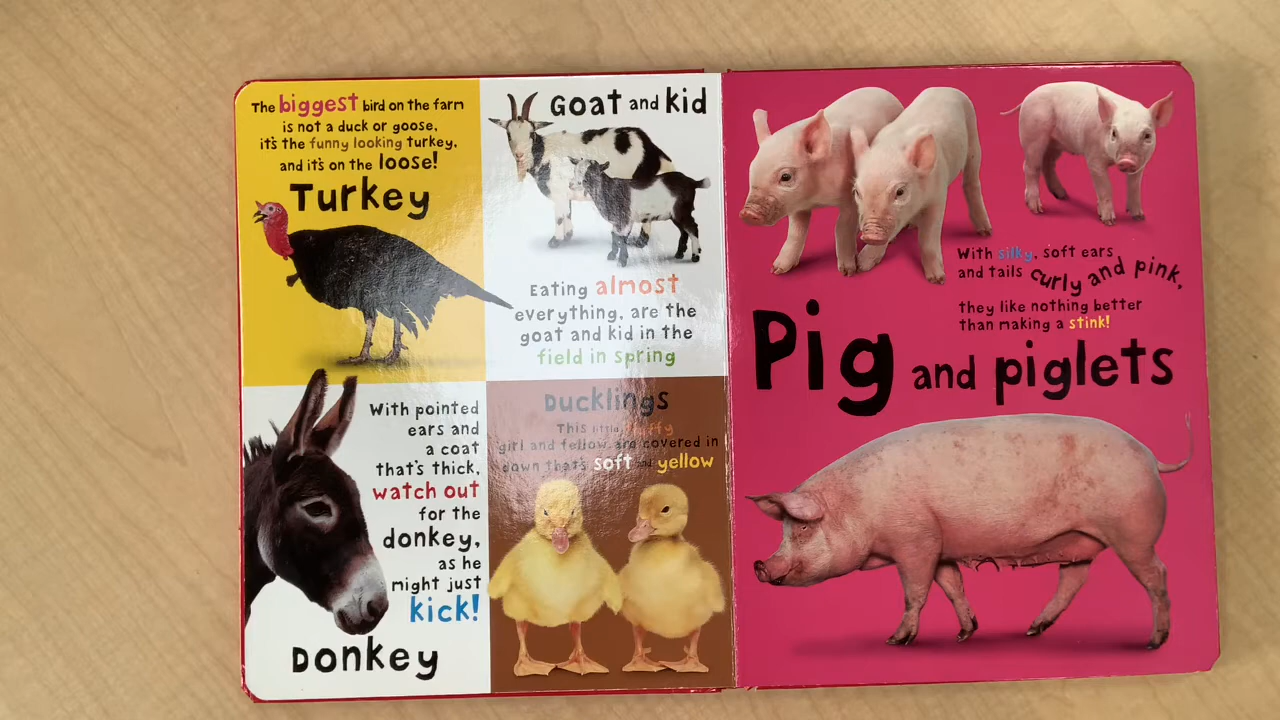 The biggest bird on the farm
is not a duck or goose,
it's the funny looking turkey,
and it's on the loose!
Turkey
Goat and kid
Eating almost
everything, are the
goat and kid in the
field in spring
With pointed
ears and
a coat
that's thick,
watch out
for the
donkey,
as he
might just
kick!
Donkey
Ducklings
This little fluffy
girl and fellow, are covered in
down that's soft and yellow
With silky, soft ears
and tails curly and pink,
they like nothing better
than making a stink!
Pig and piglets